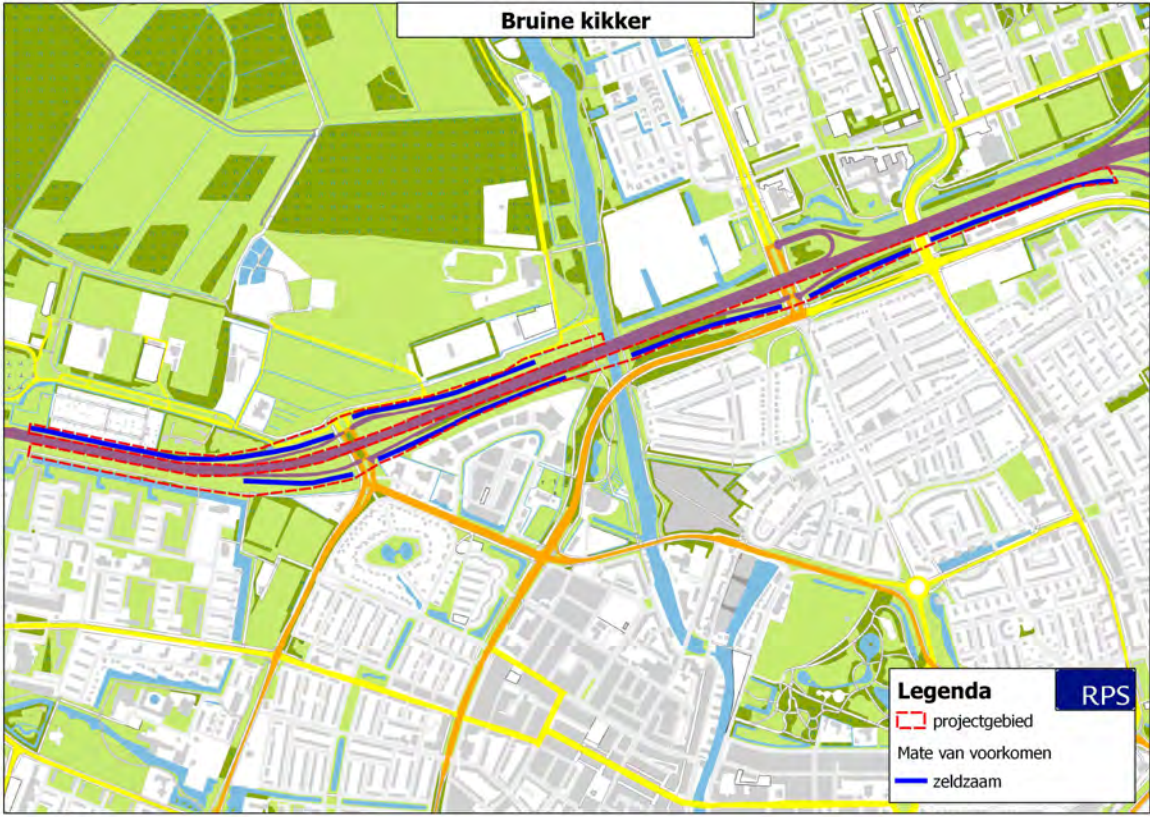 Bruine kikker
Legenda
RPS
projectgebied
Mate van voorkomen
zeldzaam